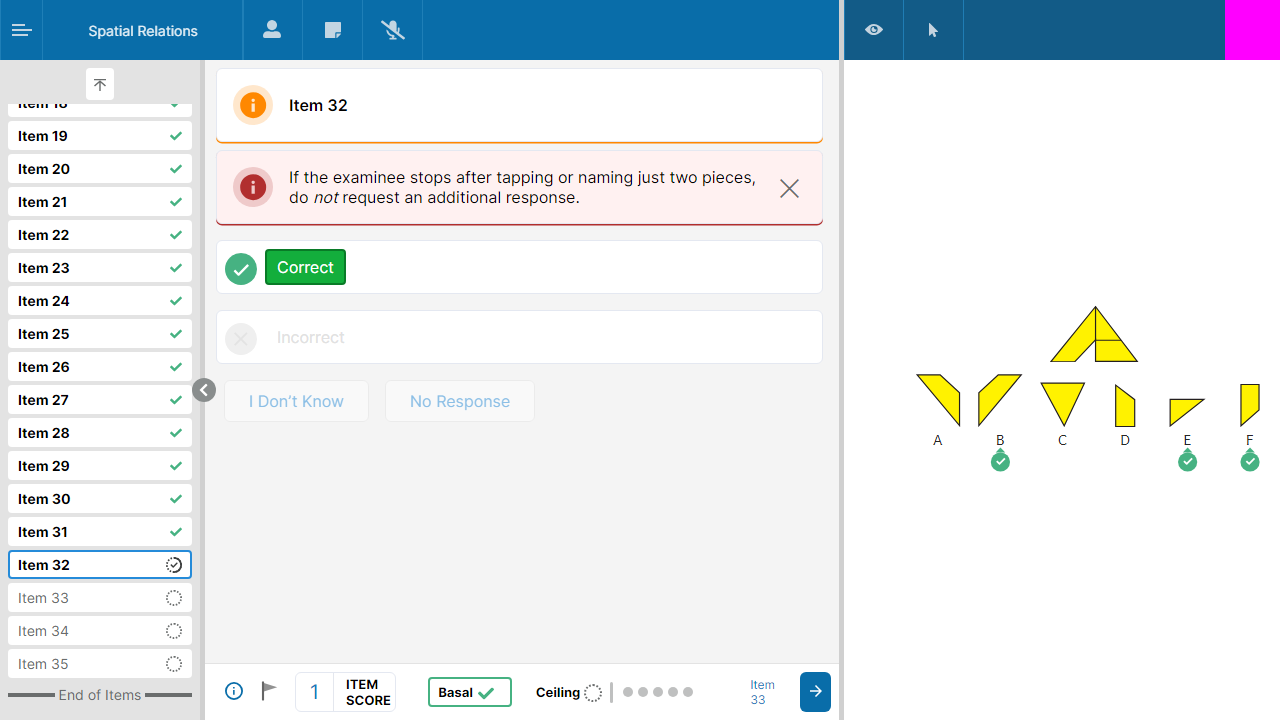 Spatial Relations
Item 18
Item 19
Item 20
Item 21
Item 22
Item 23
Item 24
Item 25
Item 26
Item 27
Item 28
Item 29
Item 30
Item 31
Item 32
Item 33
Item 34
Item 35
End of Items
Item 32
If the examinee stops after tapping or naming just two pieces,
do not request an additional response.
Correct
Incorrect
I Don’t Know
No Response
1
ITEM
SCORE
Basal
Ceiling
Item
33
A B C D E F